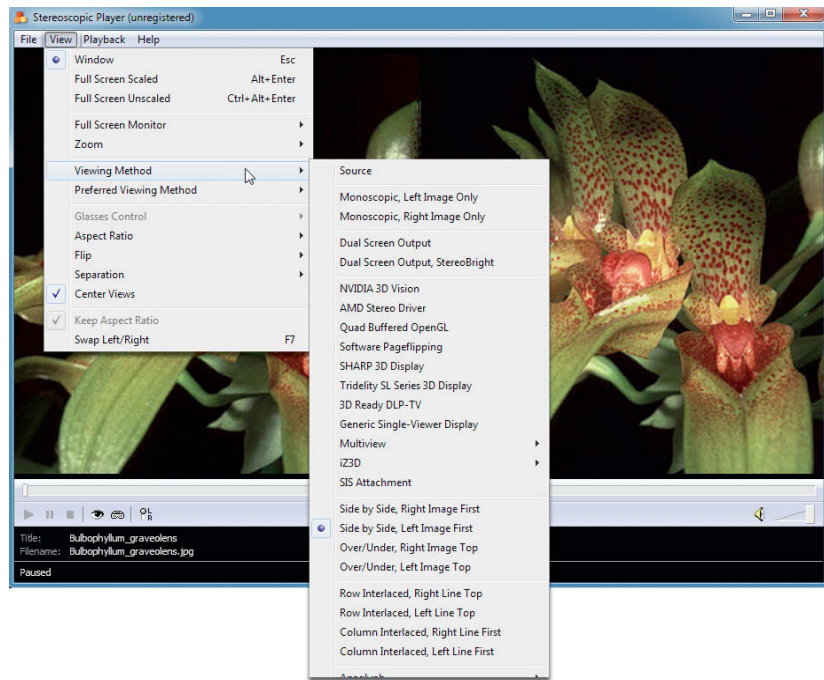 Stereoscopic Player (unregistered)
File View Playback Help
Window Esc
Full Screen Scaled Alt+Enter
Full Screen Unscaled Ctrl+Alt+Enter
Full Screen Monitor
Zoom
Viewing Method
Preferred Viewing Method
Glasses Control
Aspect Ratio
Flip
Separation
Center Views
Keep Aspect Ratio
Swap Left/Right F7
Source
Monoscopic, Left Image Only
Monoscopic, Right Image Only
Dual Screen Output
Dual Screen Output, StereoBright
NVIDIA 3D Vision
AMD Stereo Driver
Quad Buffered OpenGL
Software Pageflipping
SHARP 3D Display
Tridelity SL Series 3D Display
3D Ready DLP-TV
Generic Single-Viewer Display
Multiview
iZ3D
SIS Attachment
Side by Side, Right Image First
Side by Side, Left Image First
Over/Under, Right Image Top
Over/Under, Left Image Top
Row Interlaced, Right Line Top
Row Interlaced, Left Line Top
Column Interlaced, Right Line First
Column Interlaced, Left Line First
Anaglyph
OL
R
Title: Bulbophyllum_graveolens
Filename: Bulbophyllum_graveolens.jpg
Paused